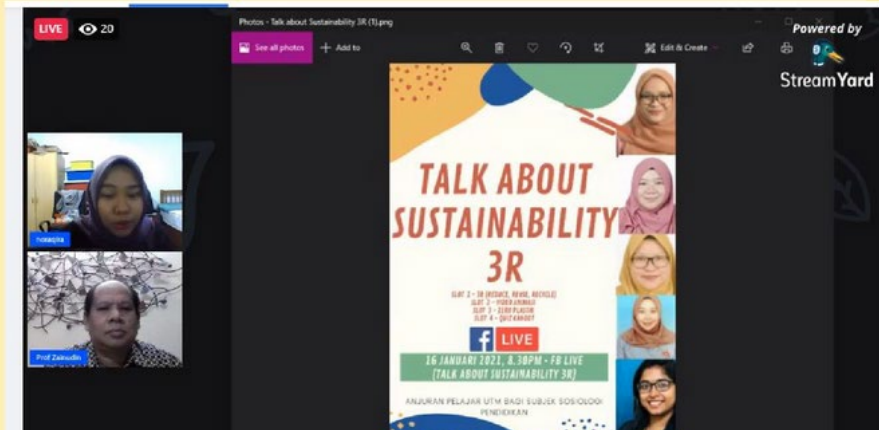 LIVE 20
Photos - Talk about Sustainability 3R (1).png
See all photos + Add to
Edit & Create
Powered by
StreamYard
noraqira
Prof Zainudin
TALK ABOUT
SUSTAINABILITY
3R
SLOT 1 - 3R (REDUCE, REUSE, RECYCLE)
SLOT 2 - VIDEO ANIMASI
SLOT 3 - ZERO PLASTIK
SLOT 4 - QUIZ KAHOOT
f LIVE
16 JANUARI 2021, 8.30PM - FB LIVE
(TALK ABOUT SUSTAINABILITY 3R)
ANJURAN PELAJAR UTM BAGI SUBJEK SOSIOLOGI
PENDIDIKAN